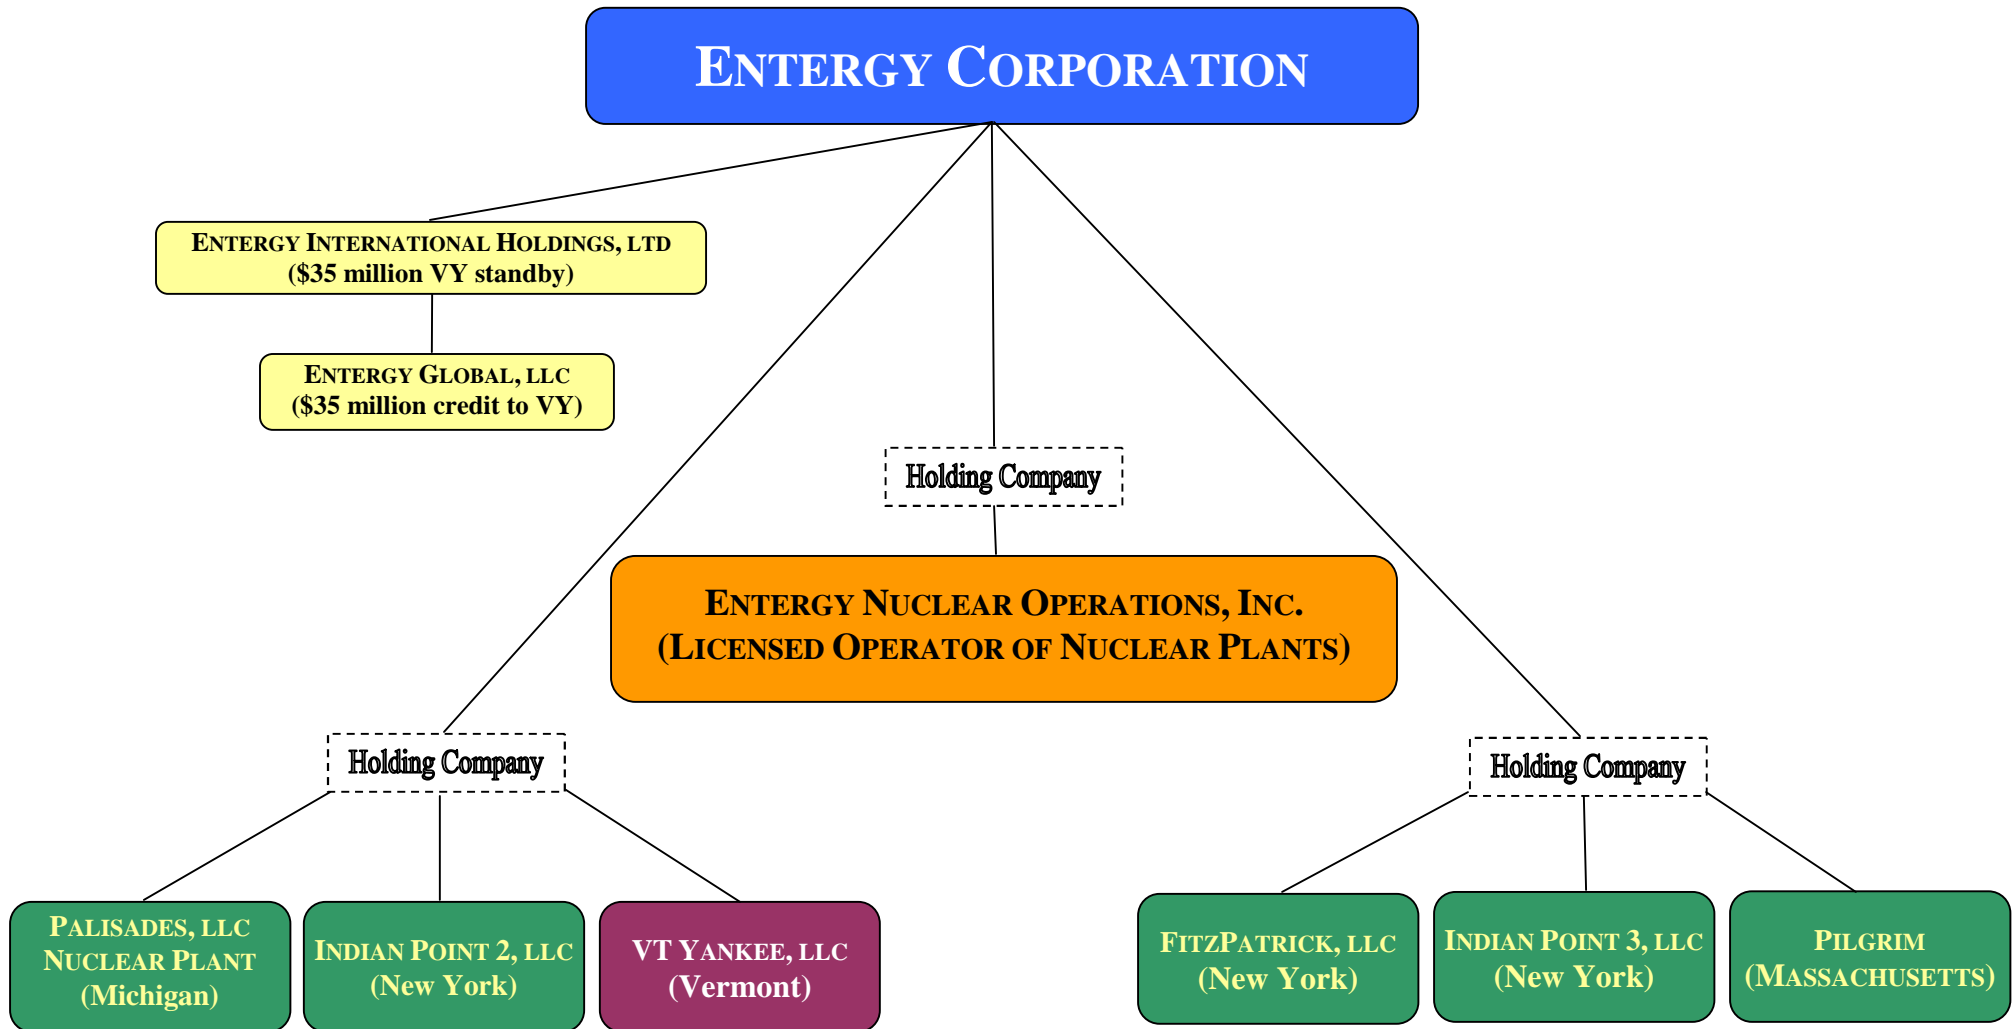 ENTERGY CORPORATION
ENTERGY INTERNATIONAL HOLDINGS, LTD
($35 million VY standby)
ENTERGY GLOBAL, LLC
($35 million credit to VY)
Holding Company
ENTERGY NUCLEAR OPERATIONS, INC.
(LICENSED OPERATOR OF NUCLEAR PLANTS)
Holding Company
Holding Company
PALISADES, LLC
NUCLEAR PLANT
(Michigan)
INDIAN POINT 2, LLC
(New York)
VT YANKEE, LLC
(Vermont)
FITZPATRICK, LLC
(New York)
INDIAN POINT 3, LLC
(New York)
PILGRIM
(MASSACHUSETTS)